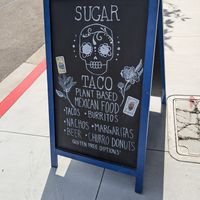 SUGAR
TACO
PLANT BASED
MEXICAN FOOD
•TACOS •BURRITOS
•NACHOS •MARGARITAS
•BEER •CHURRO DONUTS
GLUTEN FREE OPTIONS!